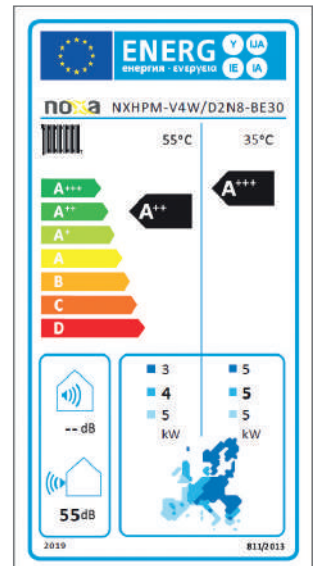 ENERG Y UA
енергия · ενεργεια IE IA
noxa NXHPM-V4W/D2N8-BE30
55°C 35°C
A+++
A++
A+
A
B
C
D
A++
A+++
-- dB
55dB
3 5
4 5
5 5
kW kW
2019 811/2013